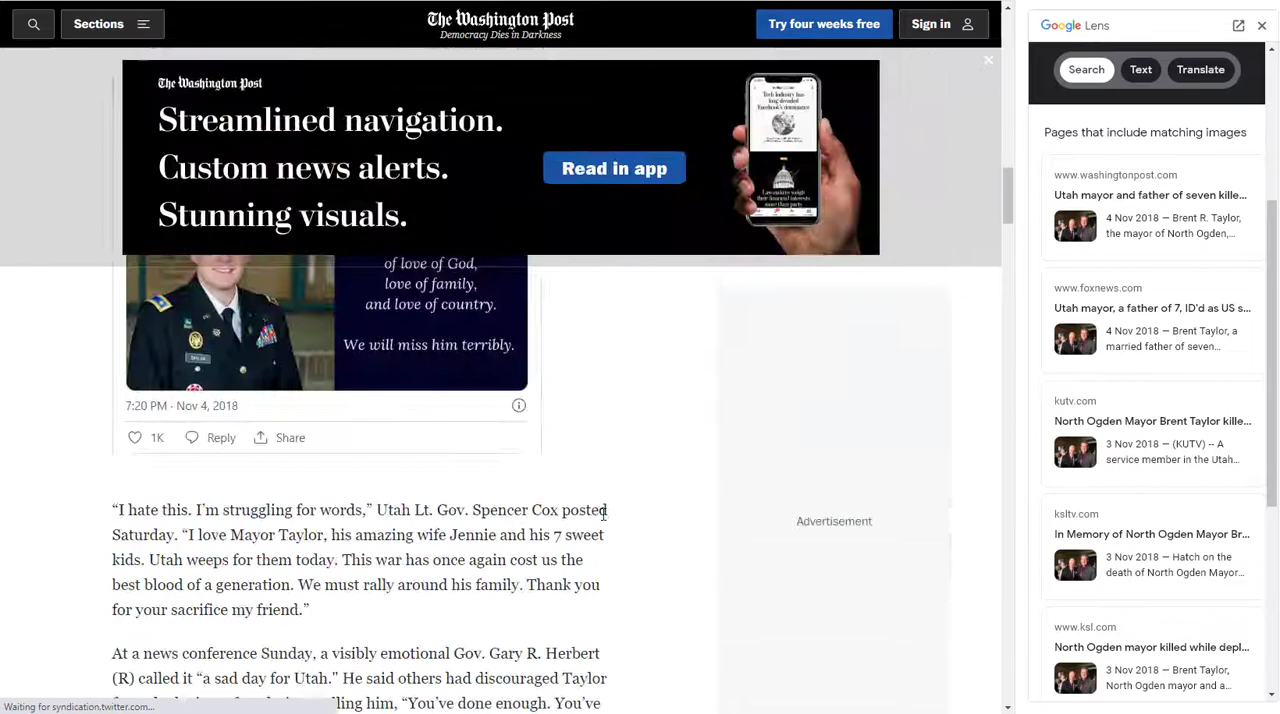 Sections
The Washington Post
Democracy Dies in Darkness
Try four weeks free
Sign in
The Washington Post
Streamlined navigation.
Custom news alerts.
Stunning visuals.
Read in app
of love of God,
love of family,
and love of country.
We will miss him terribly.
7:20 PM · Nov 4, 2018
1K Reply Share
“I hate this. I’m struggling for words,” Utah Lt. Gov. Spencer Cox posted
Saturday. “I love Mayor Taylor, his amazing wife Jennie and his 7 sweet
kids. Utah weeps for them today. This war has once again cost us the
best blood of a generation. We must rally around his family. Thank you
for your sacrifice my friend.”
At a news conference Sunday, a visibly emotional Gov. Gary R. Herbert
(R) called it “a sad day for Utah." He said others had discouraged Taylor
“You’ve done enough. You’ve
Advertisement
Waiting for syndication.twitter.com...
Google Lens
Search Text Translate
Pages that include matching images
www.washingtonpost.com
Utah mayor and father of seven kille...
4 Nov 2018 — Brent R. Taylor,
the mayor of North Ogden,...
www.foxnews.com
Utah mayor, a father of 7, ID'd as US s...
4 Nov 2018 — Brent Taylor, a
married father of seven...
kutv.com
North Ogden Mayor Brent Taylor kille...
3 Nov 2018 — (KUTV) -- A
service member in the Utah...
ksltv.com
In Memory of North Ogden Mayor Br...
3 Nov 2018 — Hatch on the
death of North Ogden Mayor...
www.ksl.com
North Ogden mayor killed while depl...
3 Nov 2018 — Brent Taylor,
North Ogden mayor and a...